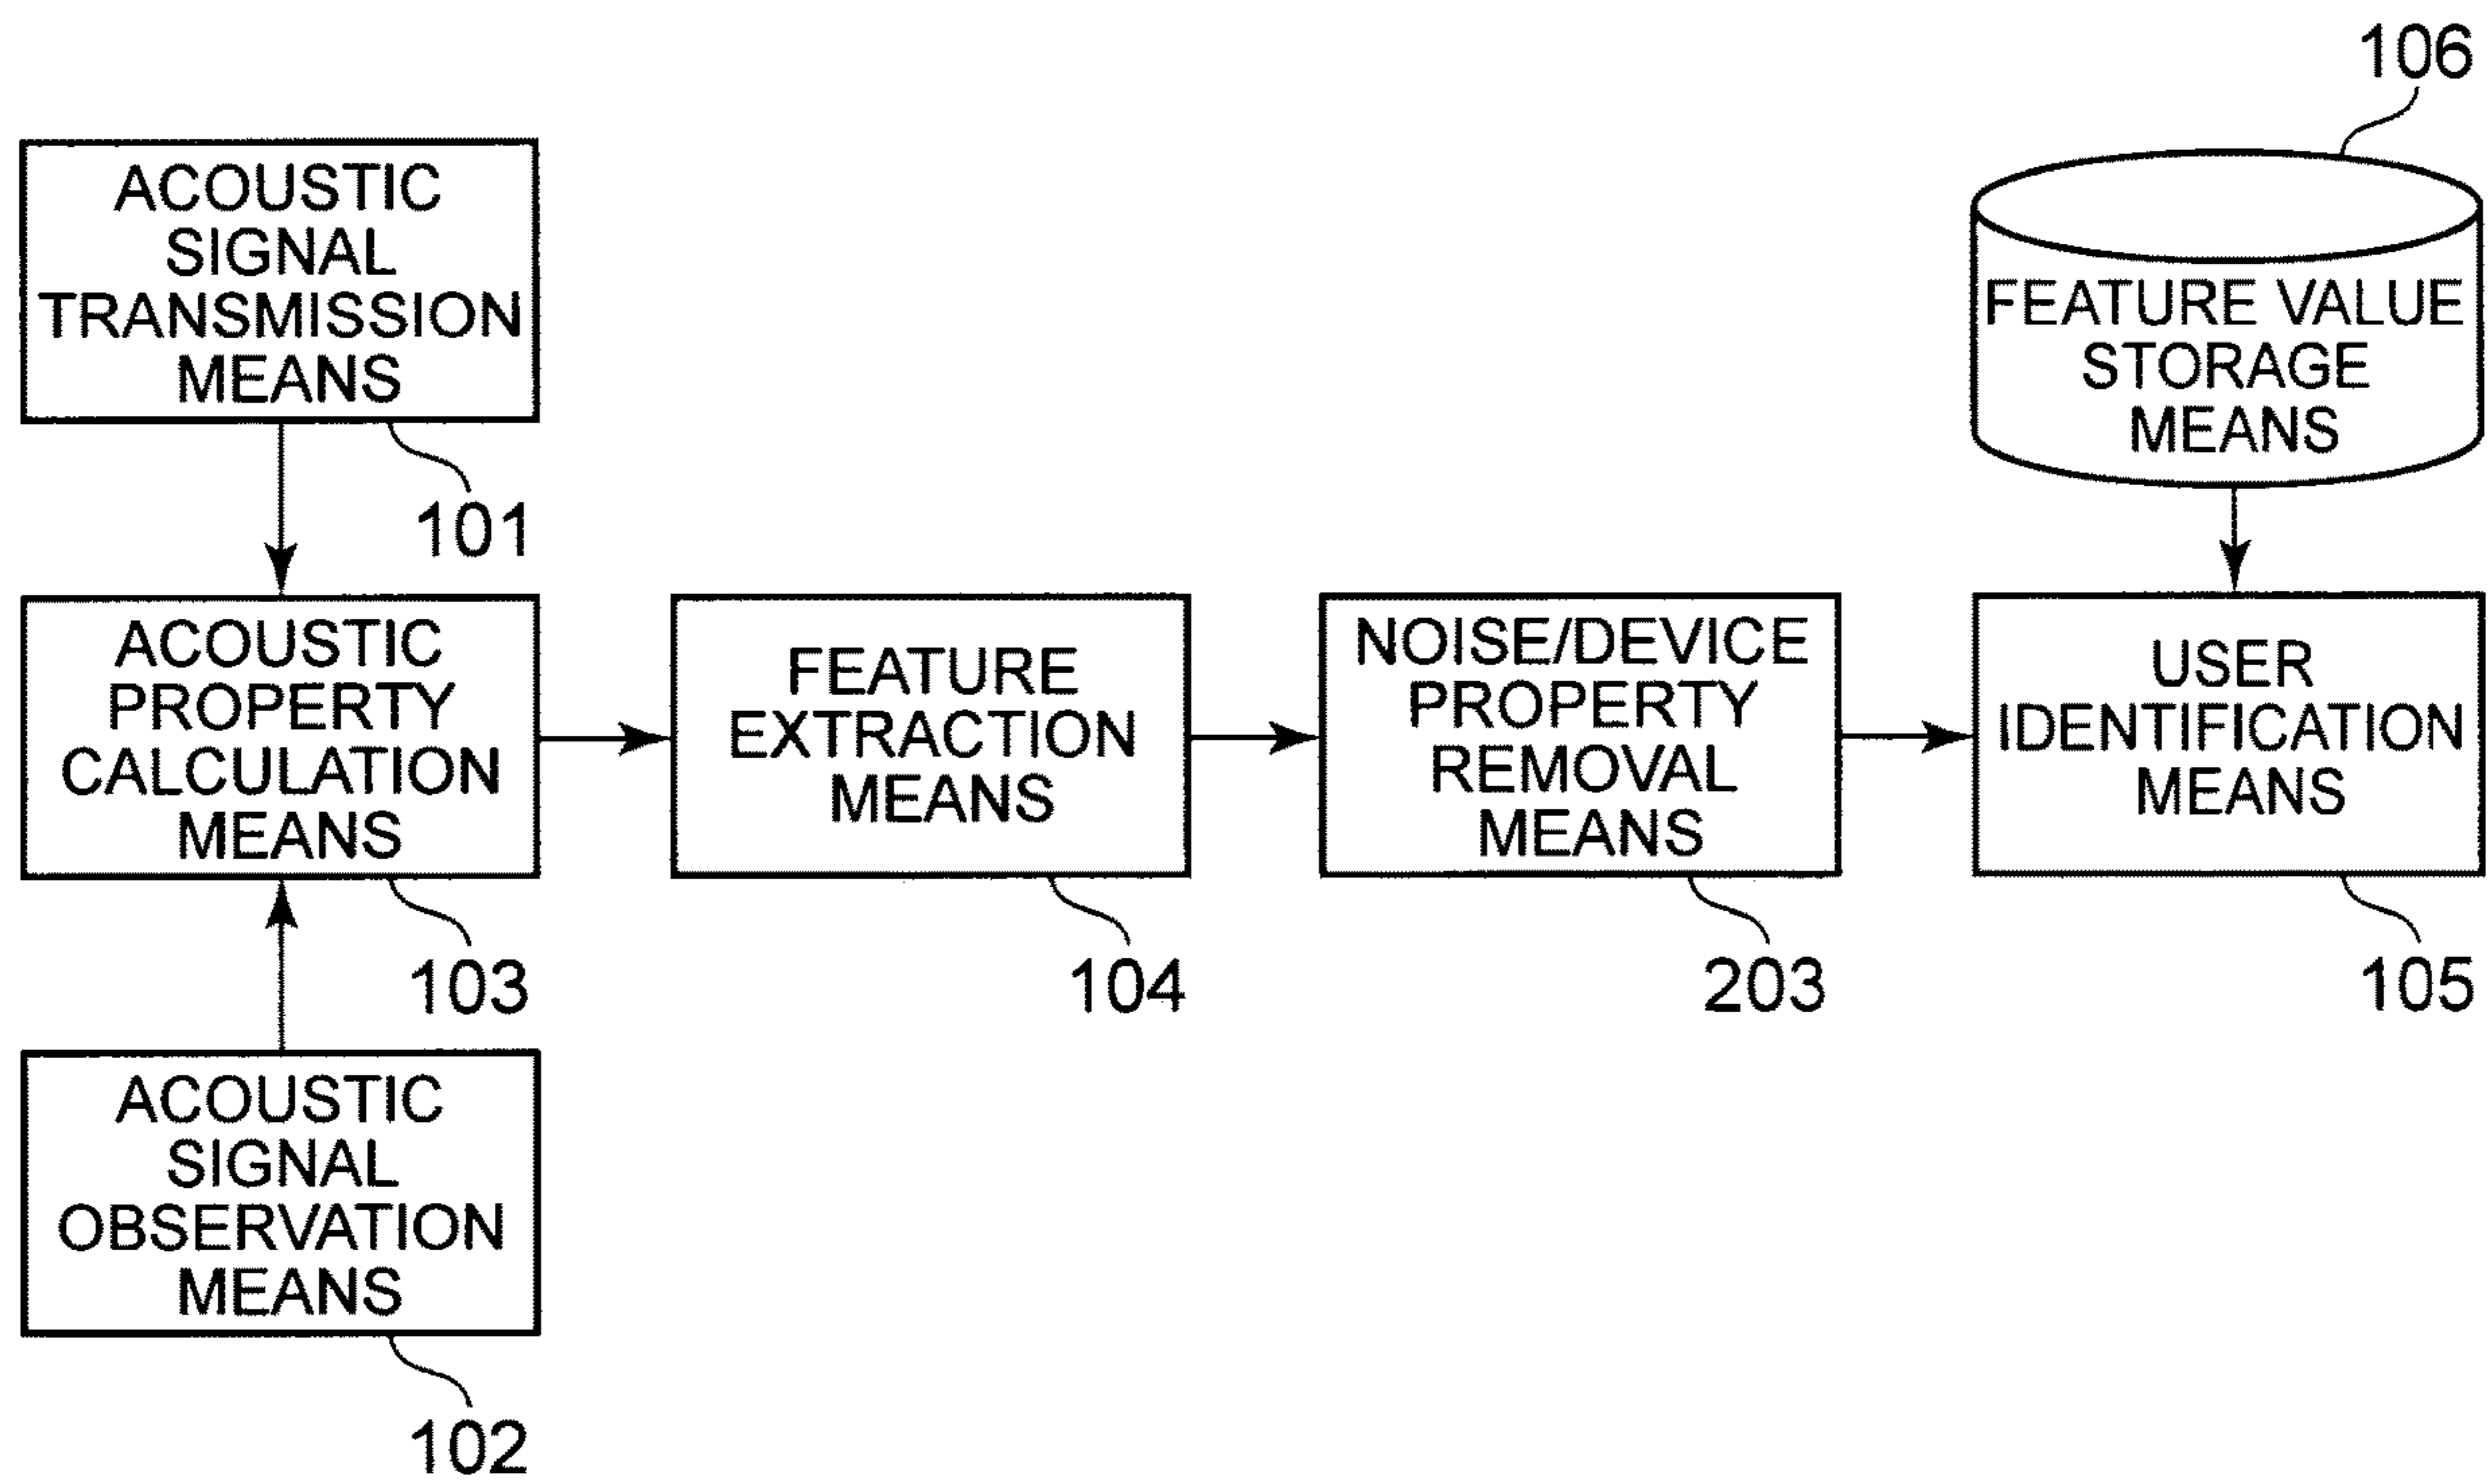 106
ACOUSTIC
SIGNAL
TRANSMISSION
MEANS
101
FEATURE VALUE
STORAGE
MEANS
ACOUSTIC
PROPERTY
CALCULATION
MEANS
103
FEATURE
EXTRACTION
MEANS
104
NOISE/DEVICE
PROPERTY
REMOVAL
MEANS
203
USER
IDENTIFICATION
MEANS
105
ACOUSTIC
SIGNAL
OBSERVATION
MEANS
102